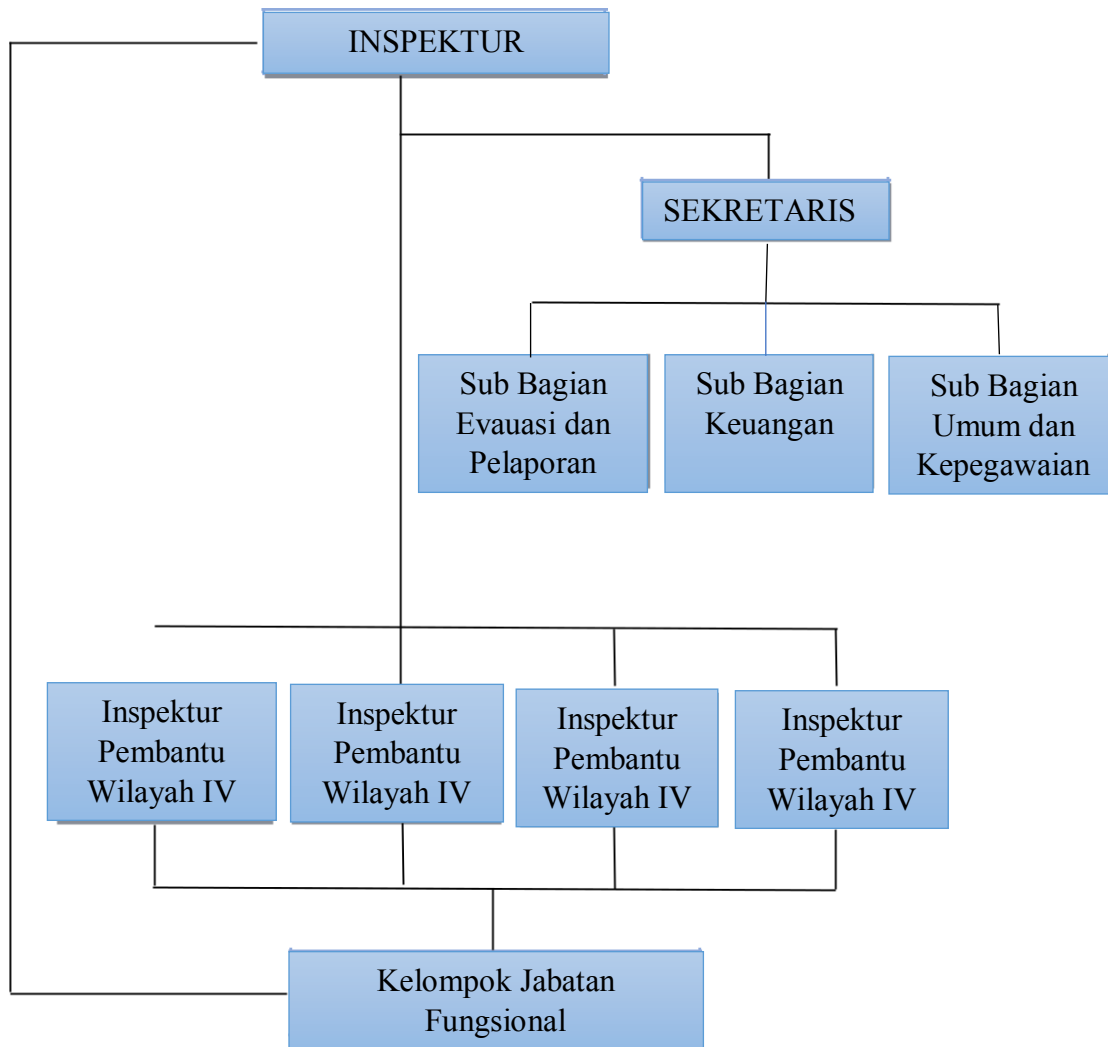 INSPEKTUR
SEKRETARIS
Sub Bagian
Evauasi dan
Pelaporan
Sub Bagian
Keuangan
Sub Bagian
Umum dan
Kepegawaian
Inspektur
Pembantu
Wilayah IV
Inspektur
Pembantu
Wilayah IV
Inspektur
Pembantu
Wilayah IV
Inspektur
Pembantu
Wilayah IV
Kelompok Jabatan
Fungsional